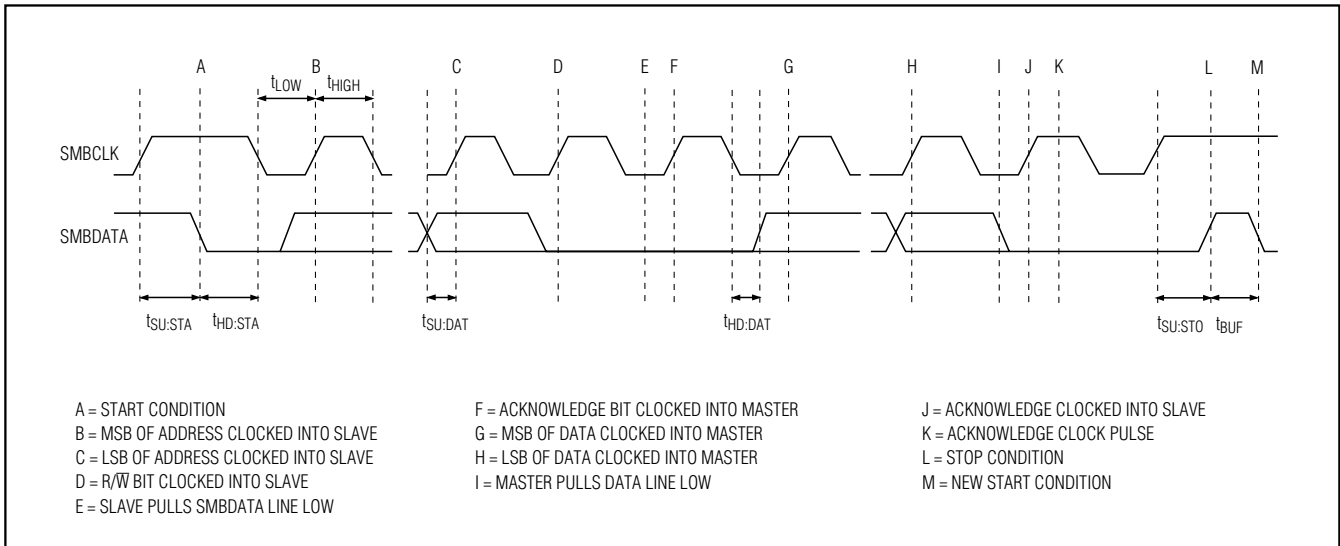 A B C D E F G H I J K L M
tLOW tHIGH
SMBCLK
SMBDATA
tSU:STA tHD:STA tSU:DAT tHD:DAT tSU:STO tBUF
A = START CONDITION
B = MSB OF ADDRESS CLOCKED INTO SLAVE
C = LSB OF ADDRESS CLOCKED INTO SLAVE
D = R/W̅ BIT CLOCKED INTO SLAVE
E = SLAVE PULLS SMBDATA LINE LOW
F = ACKNOWLEDGE BIT CLOCKED INTO MASTER
G = MSB OF DATA CLOCKED INTO MASTER
H = LSB OF DATA CLOCKED INTO MASTER
I = MASTER PULLS DATA LINE LOW
J = ACKNOWLEDGE CLOCKED INTO SLAVE
K = ACKNOWLEDGE CLOCK PULSE
L = STOP CONDITION
M = NEW START CONDITION